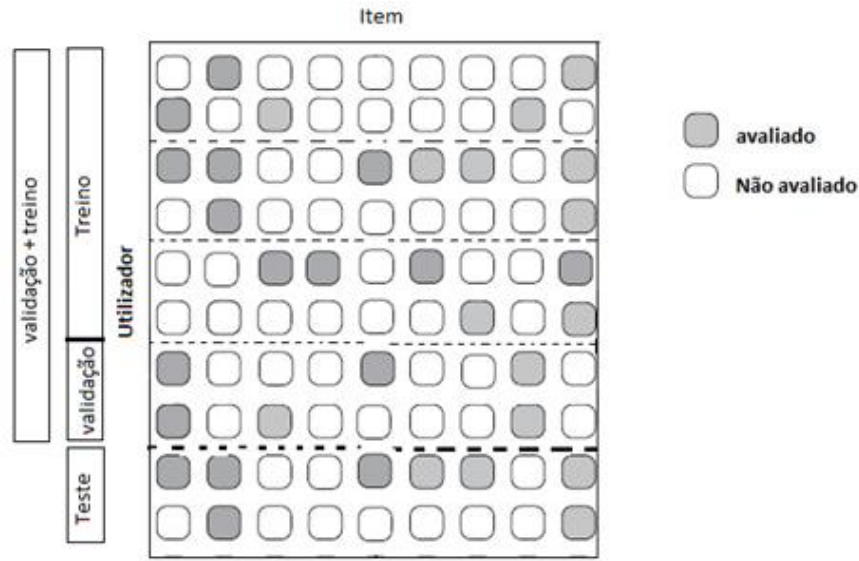 Item
validação + treino
Treino
validação
Teste
Utilizador
avaliado
Não avaliado